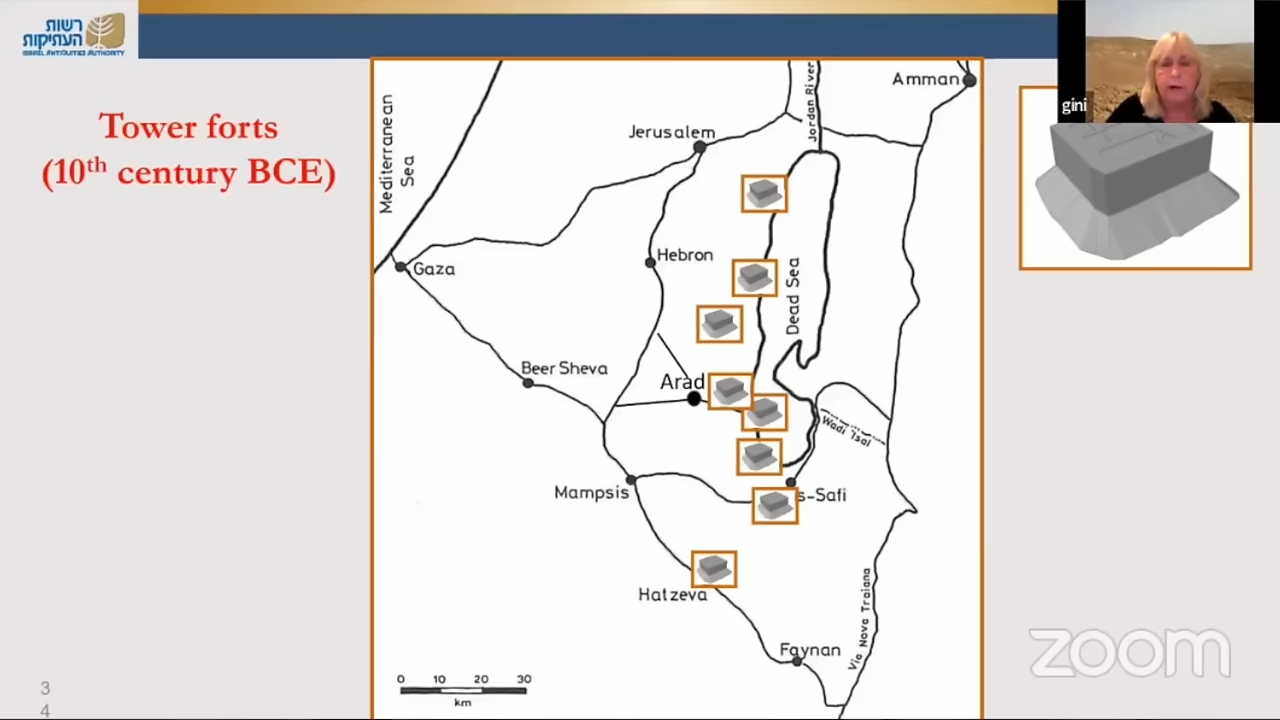 רשות
העתיקות
ISRAEL ANTIQUITIES AUTHORITY
Tower forts
(10th century BCE)
Mediterranean
Sea
Jerusalem
Jordan River
Amman
gini
Gaza
Hebron
Dead Sea
Beer Sheva
Arad
Wadi Isal
Mampsis
s-Safi
Hatzeva
Faynan
Via Nova Traiana
0 10 20 30
km
zoom
3
4